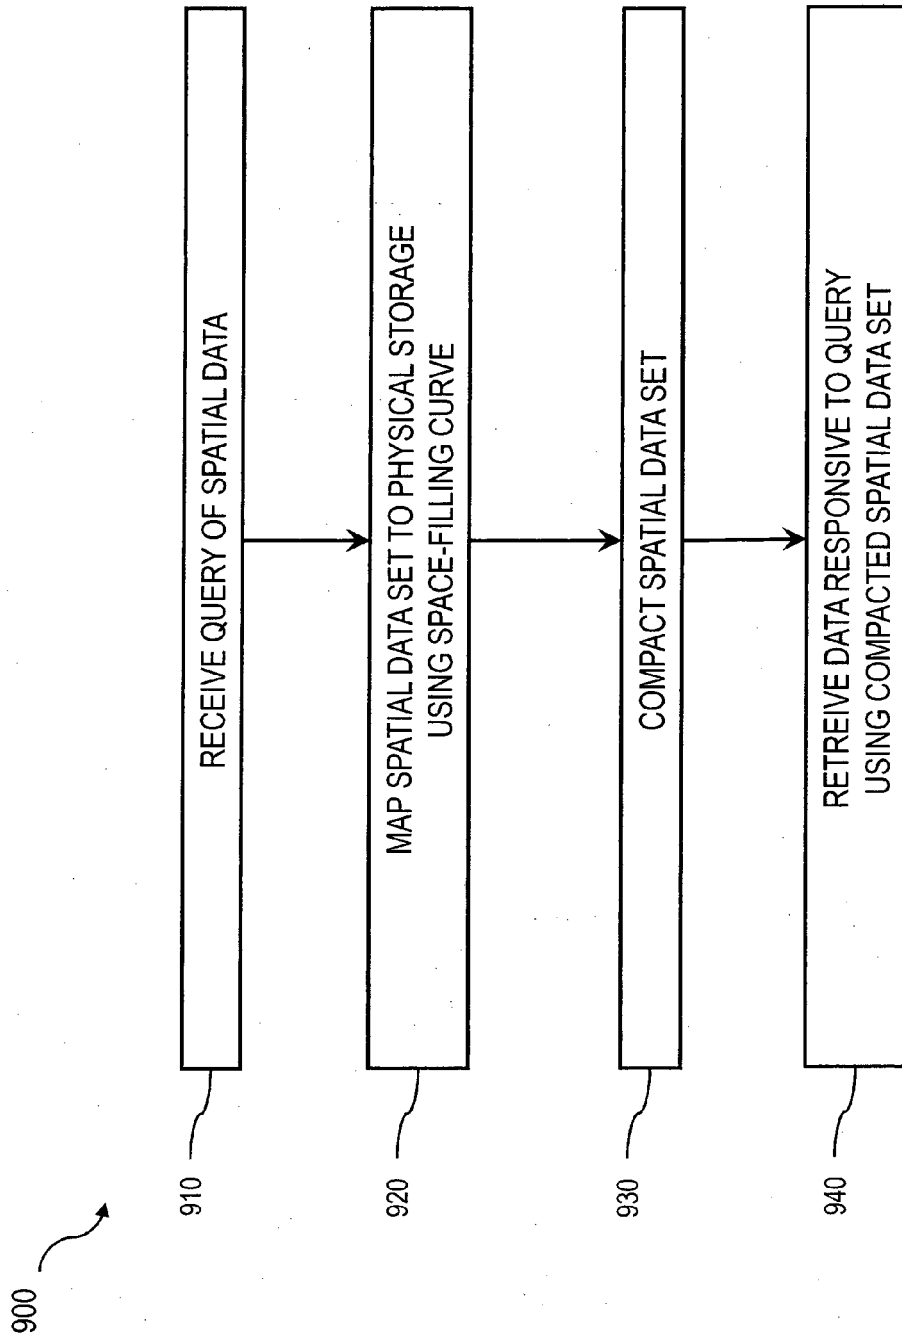 900
910
RECEIVE QUERY OF SPATIAL DATA
920
MAP SPATIAL DATA SET TO PHYSICAL STORAGE
USING SPACE-FILLING CURVE
930
COMPACT SPATIAL DATA SET
940
RETREIVE DATA RESPONSIVE TO QUERY
USING COMPACTED SPATIAL DATA SET